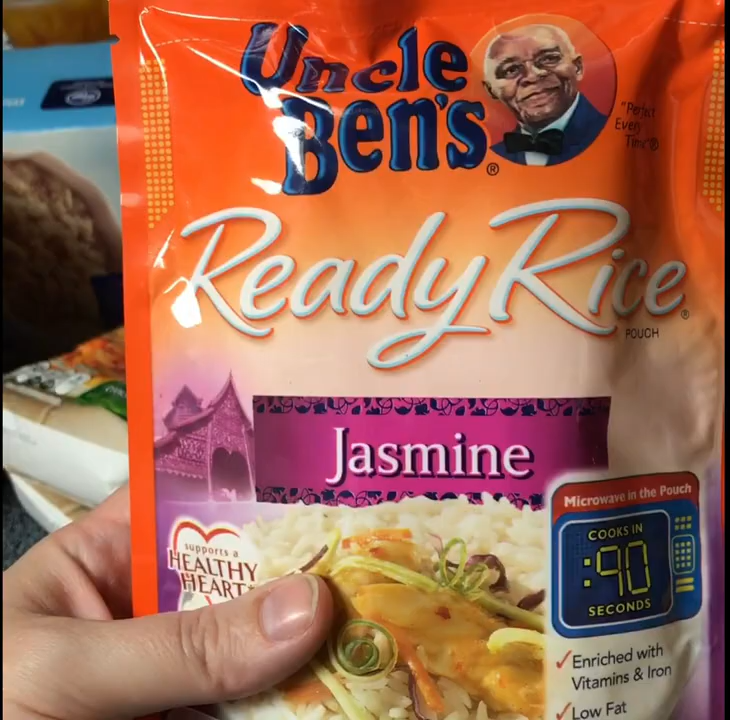 Uncle
Ben's®
"Perfect
Every
Time"®
Ready Rice®
POUCH
Jasmine
Microwave in the Pouch
COOKS IN
:90
SECONDS
supports a
HEALTHY
HEART
✓Enriched with
Vitamins & Iron
✓Low Fat